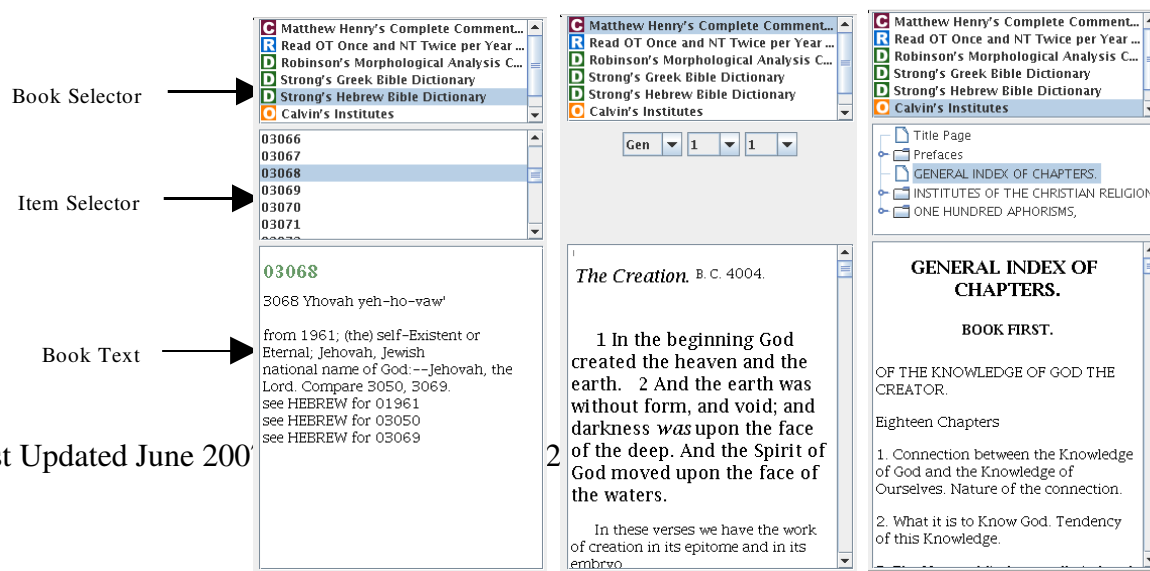 Book Selector
Item Selector
Book Text
Matthew Henry's Complete Comment...
Read OT Once and NT Twice per Year ...
Robinson's Morphological Analysis C...
Strong's Greek Bible Dictionary
Strong's Hebrew Bible Dictionary
Calvin's Institutes
03066
03067
03068
03069
03070
03071
03068
3068 Yhovah yeh-ho-vaw'
from 1961; (the) self-Existent or
Eternal; Jehovah, Jewish
national name of God:--Jehovah, the
Lord. Compare 3050, 3069.
see HEBREW for 01961
see HEBREW for 03050
see HEBREW for 03069
Matthew Henry's Complete Comment...
Read OT Once and NT Twice per Year ...
Robinson's Morphological Analysis C...
Strong's Greek Bible Dictionary
Strong's Hebrew Bible Dictionary
Calvin's Institutes
Gen 1 1
The Creation. B. C. 4004.
1 In the beginning God
created the heaven and the
earth. 2 And the earth was
without form, and void; and
darkness was upon the face
of the deep. And the Spirit of
God moved upon the face of
the waters.
In these verses we have the work
of creation in its epitome and in its
embryo
Matthew Henry's Complete Comment...
Read OT Once and NT Twice per Year ...
Robinson's Morphological Analysis C...
Strong's Greek Bible Dictionary
Strong's Hebrew Bible Dictionary
Calvin's Institutes
Title Page
Prefaces
GENERAL INDEX OF CHAPTERS.
INSTITUTES OF THE CHRISTIAN RELIGION
ONE HUNDRED APHORISMS,
GENERAL INDEX OF
CHAPTERS.
BOOK FIRST.
OF THE KNOWLEDGE OF GOD THE
CREATOR.
Eighteen Chapters
1. Connection between the Knowledge
of God and the Knowledge of
Ourselves. Nature of the connection.
2. What it is to Know God. Tendency
of this Knowledge.
st Updated June 200 2